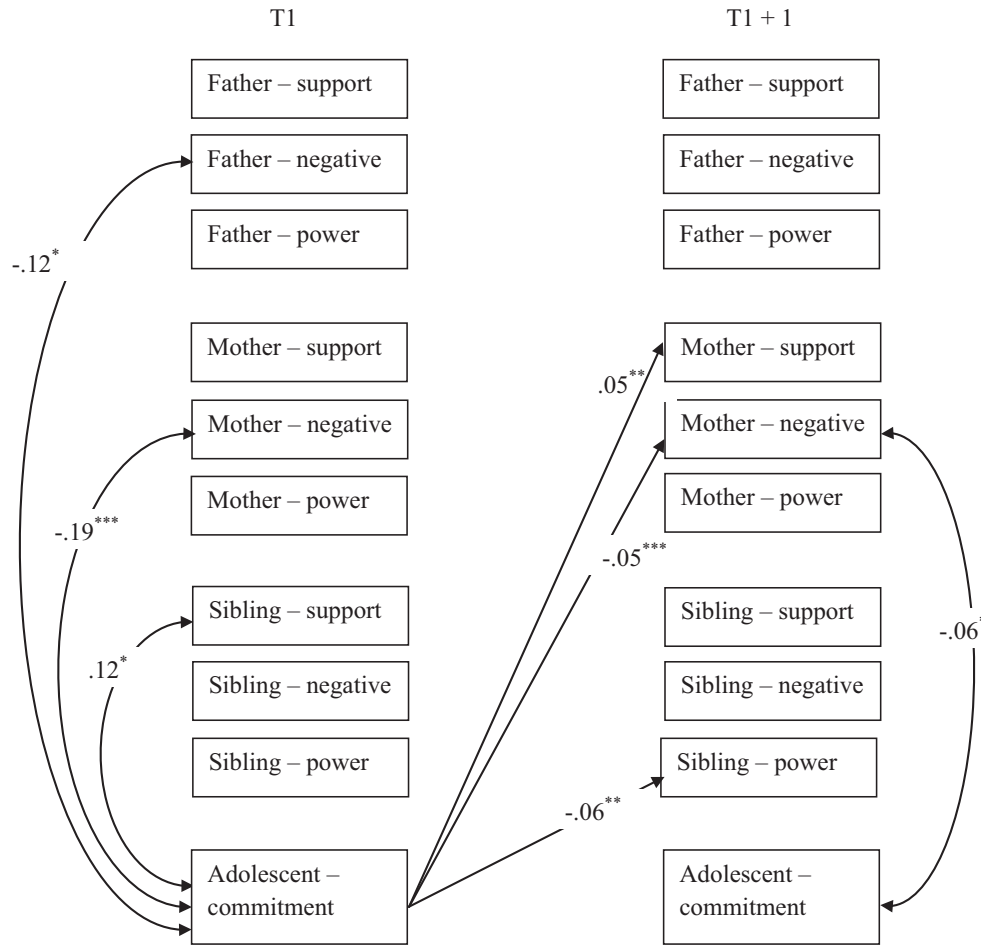 T1
T1 + 1
Father – support
Father – negative
Father – power
Mother – support
Mother – negative
Mother – power
Sibling – support
Sibling – negative
Sibling – power
Adolescent –
commitment
Father – support
Father – negative
Father – power
Mother – support
Mother – negative
Mother – power
Sibling – support
Sibling – negative
Sibling – power
Adolescent –
commitment
-.12*
-.19***
.12*
.05**
-.05***
-.06**
-.06*